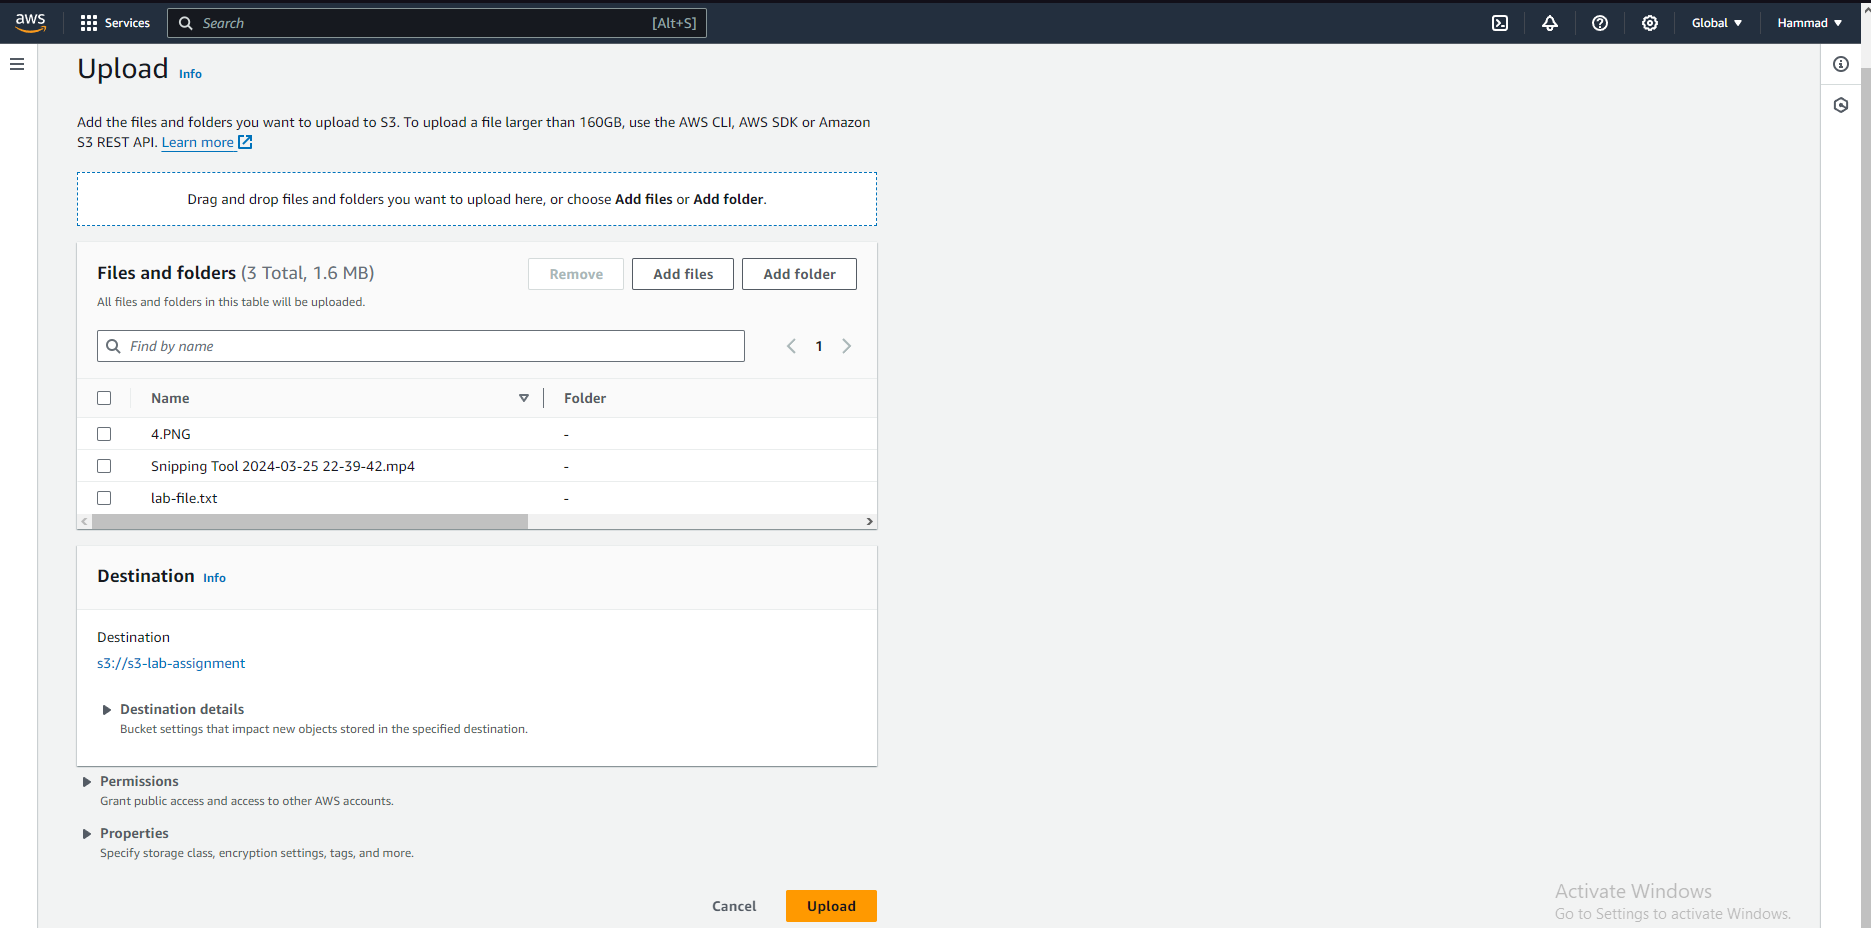 aws
Services
Search [Alt+S]
Global
Hammad
Upload Info
Add the files and folders you want to upload to S3. To upload a file larger than 160GB, use the AWS CLI, AWS SDK or Amazon
S3 REST API. Learn more
Drag and drop files and folders you want to upload here, or choose Add files or Add folder.
Files and folders (3 Total, 1.6 MB)
Remove
Add files
Add folder
All files and folders in this table will be uploaded.
Find by name
1
Name Folder
4.PNG -
Snipping Tool 2024-03-25 22-39-42.mp4 -
lab-file.txt -
Destination Info
Destination
s3://s3-lab-assignment
Destination details
Bucket settings that impact new objects stored in the specified destination.
Permissions
Grant public access and access to other AWS accounts.
Properties
Specify storage class, encryption settings, tags, and more.
Cancel
Upload
Activate Windows
Go to Settings to activate Windows.